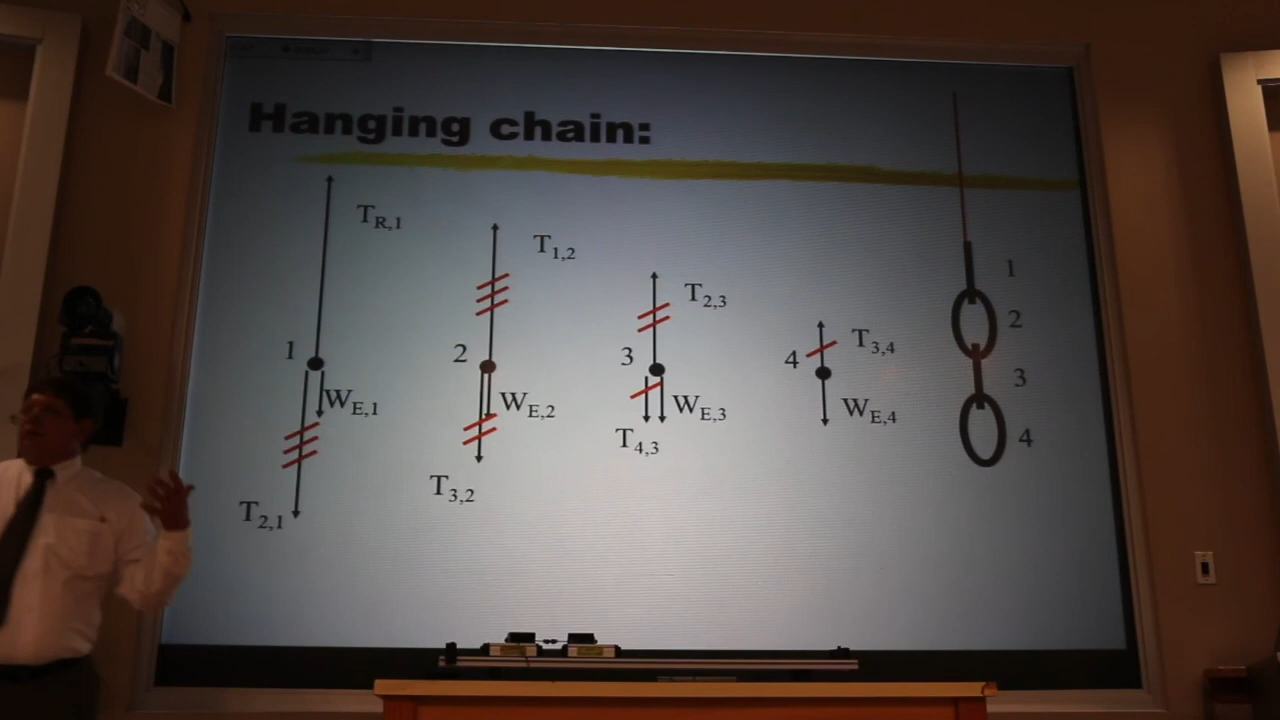 Hanging chain:
T_R,1
T_1,2
T_2,3
T_3,4
1
2
3
4
W_E,1
W_E,2
W_E,3
W_E,4
T_2,1
T_3,2
T_4,3
1
2
3
4